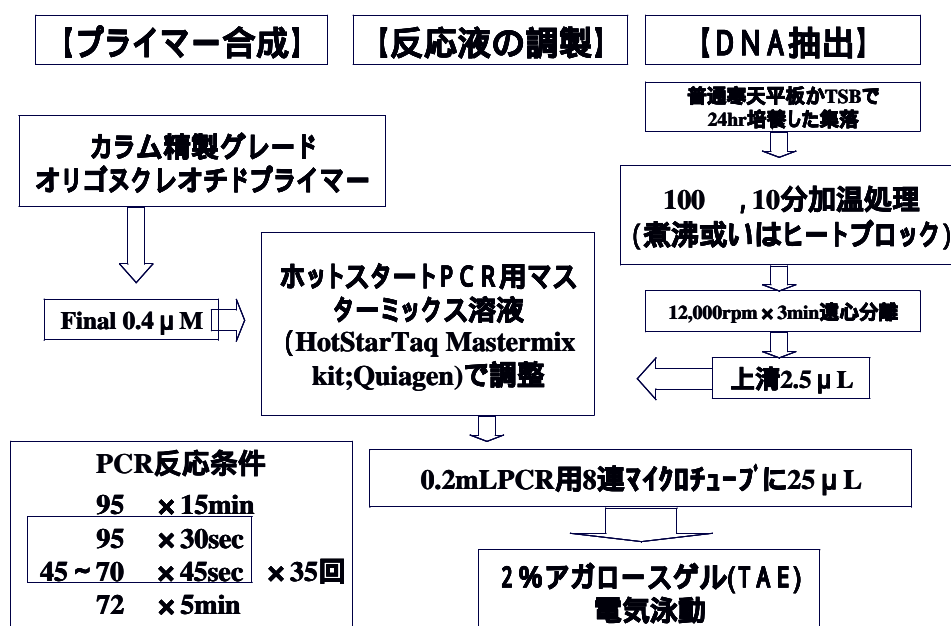 【プライマー合成】
【反応液の調製】
【DNA抽出】
普通寒天平板かTSBで
24hr培養した集落
カラム精製グレード
オリゴヌクレオチドプライマー
100 ,10分加温処理
(煮沸或いはヒートブロック)
ホットスタートPCR用マス
ターミックス溶液
(HotStarTaq Mastermix
kit;Quiagen)で調整
Final 0.4μM
12,000rpm×3min遠心分離
上清2.5μL
PCR反応条件
95 ×15min
95 ×30sec
45~70 ×45sec ×35回
72 ×5min
0.2mLPCR用8連マイクロチューブに25μL
2%アガロースゲル(TAE)
電気泳動